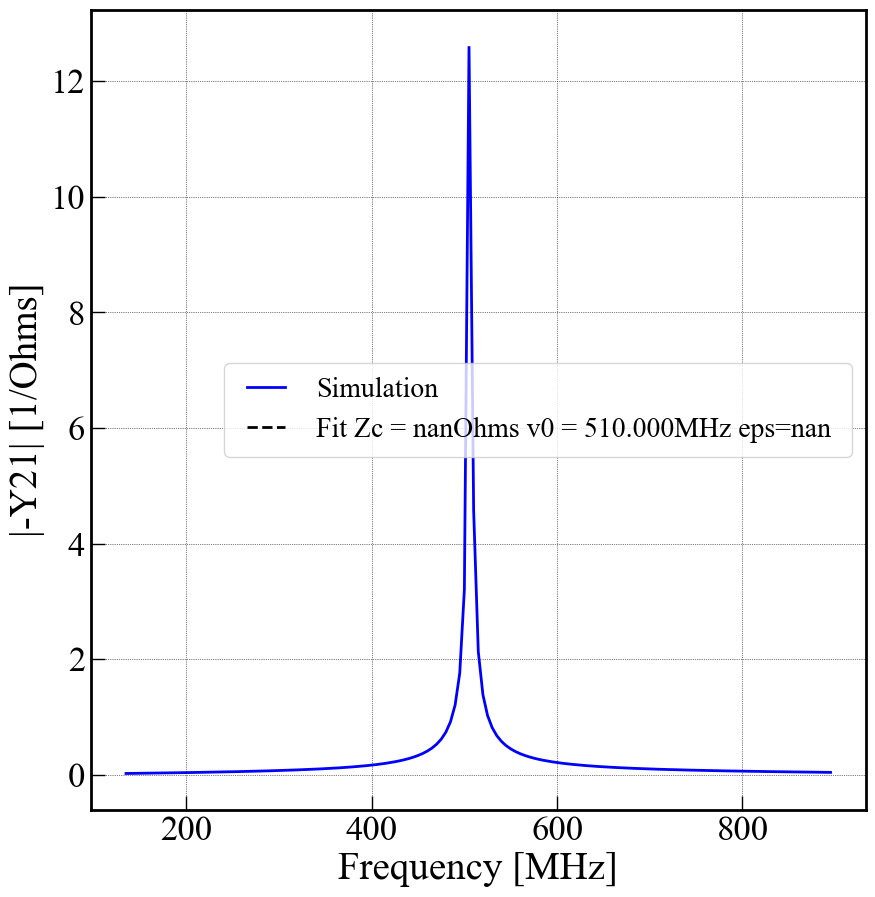 12
10
8
6
4
2
0
|-Y21| [1/Ohms]
Simulation
Fit Zc = nanOhms v0 = 510.000MHz eps=nan
200 400 600 800
Frequency [MHz]